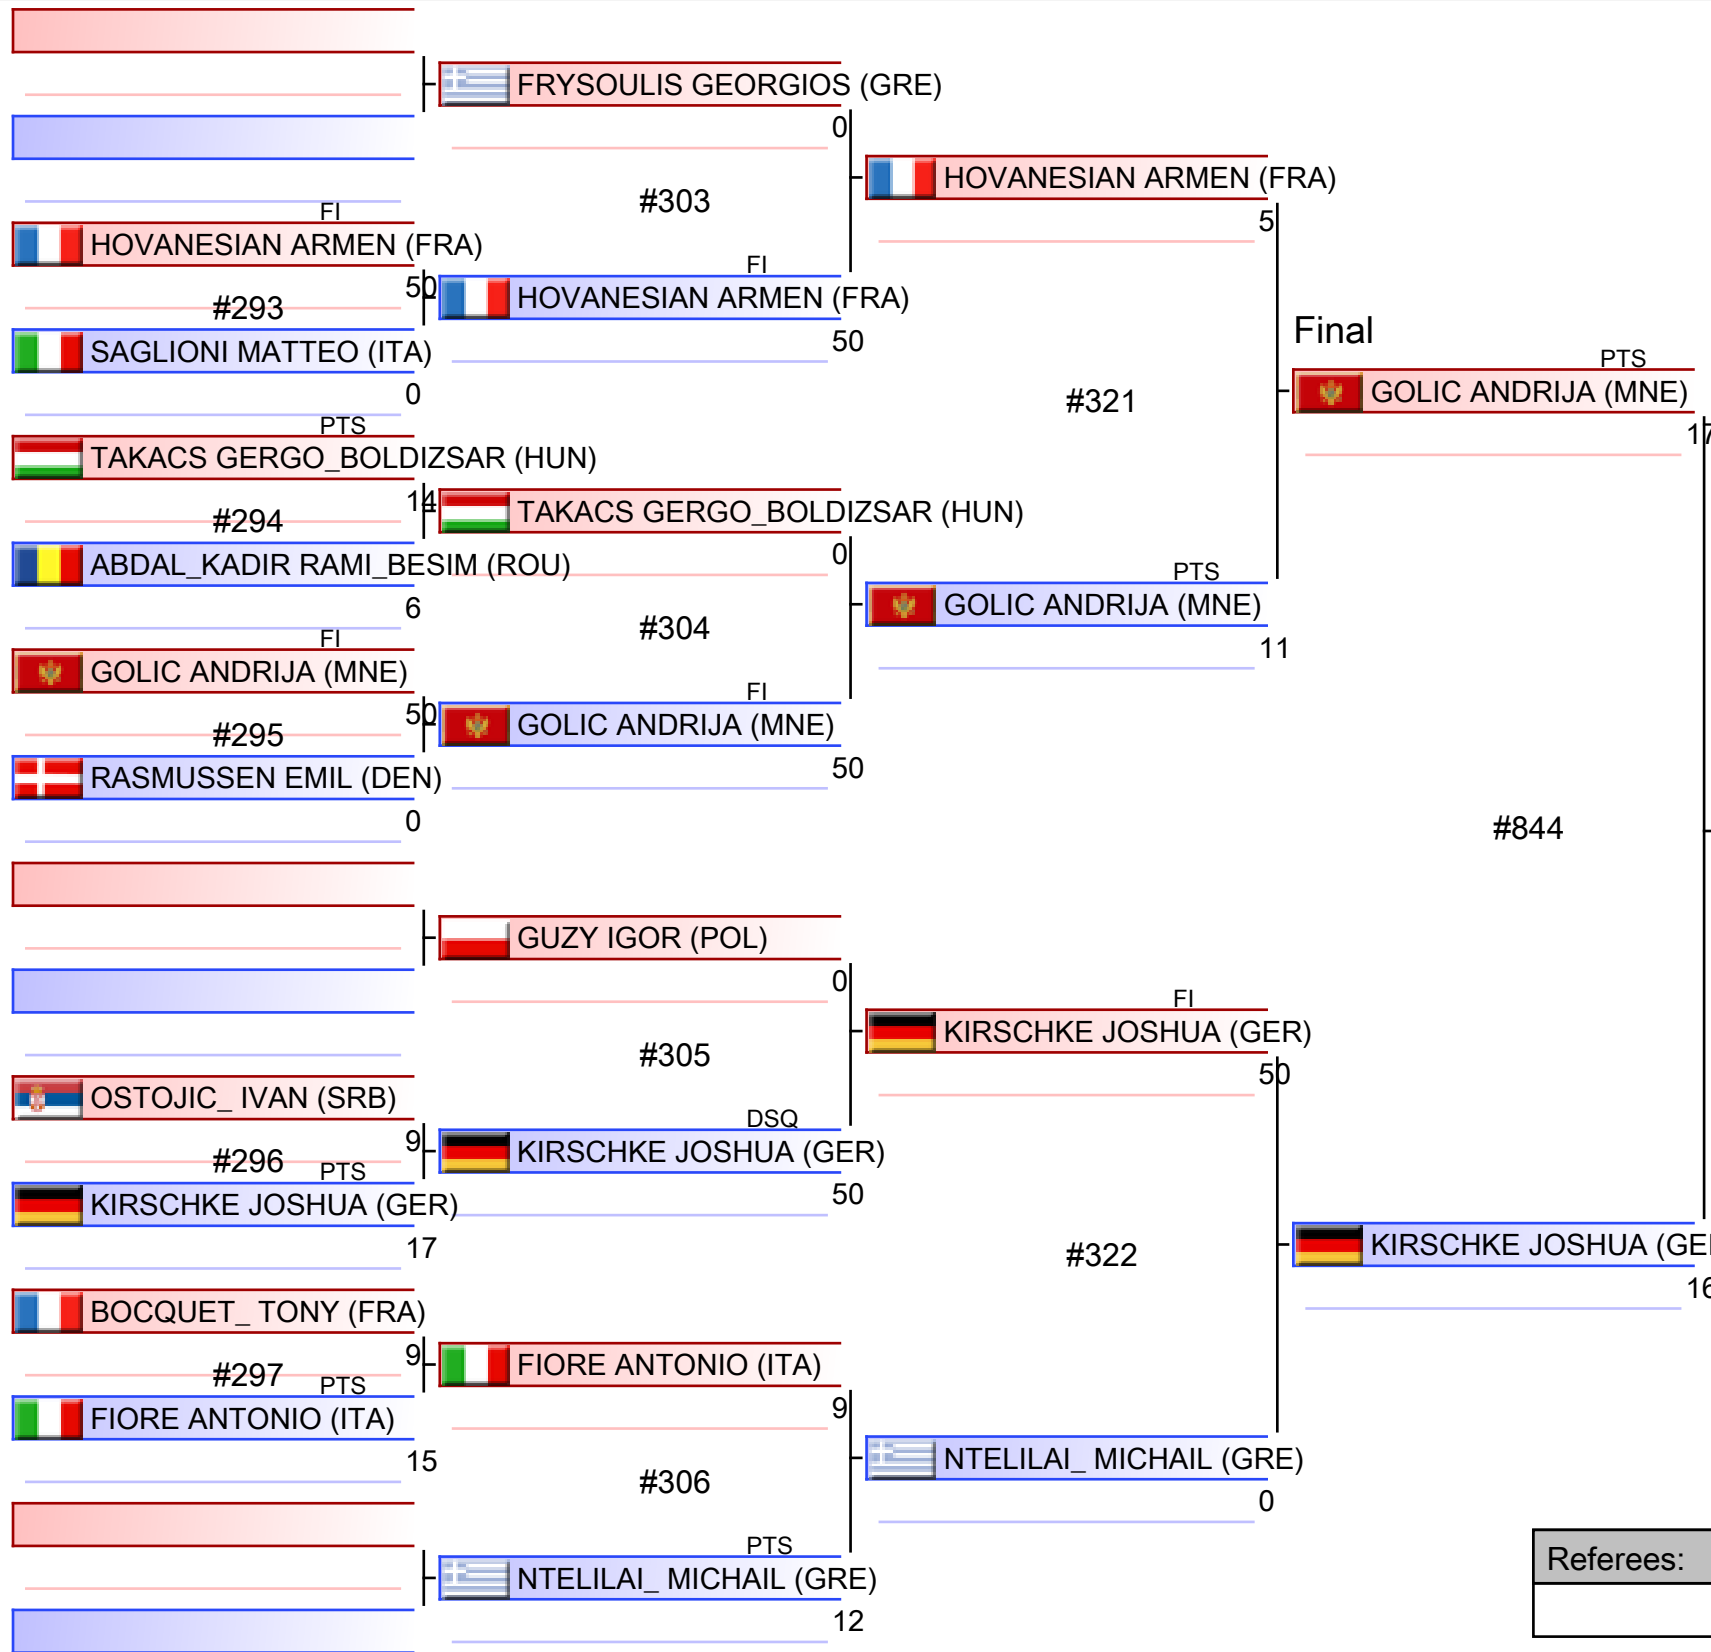 FRYSOULIS GEORGIOS (GRE)
0
#303
FI
HOVANESIAN ARMEN (FRA)
50
HOVANESIAN ARMEN (FRA)
5
FI
HOVANESIAN ARMEN (FRA)
50
#293
SAGLIONI MATTEO (ITA)
0
PTS
TAKACS GERGO_BOLDIZSAR (HUN)
14
#294
ABDAL_KADIR RAMI_BESIM (ROU)
6
TAKACS GERGO_BOLDIZSAR (HUN)
0
#304
FI
GOLIC ANDRIJA (MNE)
50
FI
GOLIC ANDRIJA (MNE)
50
#295
RASMUSSEN EMIL (DEN)
0
#321
PTS
GOLIC ANDRIJA (MNE)
11
Final
PTS
GOLIC ANDRIJA (MNE)
17
#844
GUZY IGOR (POL)
0
#305
DSQ
KIRSCHKE JOSHUA (GER)
50
OSTOJIC_ IVAN (SRB)
9
#296
PTS
KIRSCHKE JOSHUA (GER)
17
FI
KIRSCHKE JOSHUA (GER)
50
#322
KIRSCHKE JOSHUA (GE
16
BOCQUET_ TONY (FRA)
9
#297
PTS
FIORE ANTONIO (ITA)
15
FIORE ANTONIO (ITA)
9
#306
PTS
NTELILAI_ MICHAIL (GRE)
12
NTELILAI_ MICHAIL (GRE)
0
Referees: